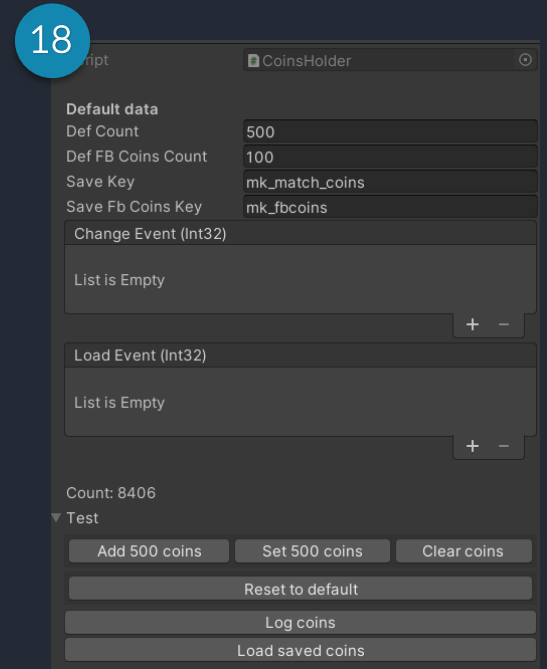 18
ript
CoinsHolder
Default data
Def Count 500
Def FB Coins Count 100
Save Key mk_match_coins
Save Fb Coins Key mk_fbcoins
Change Event (Int32)
List is Empty
+ −
Load Event (Int32)
List is Empty
+ −
Count: 8406
Test
Add 500 coins Set 500 coins Clear coins
Reset to default
Log coins
Load saved coins